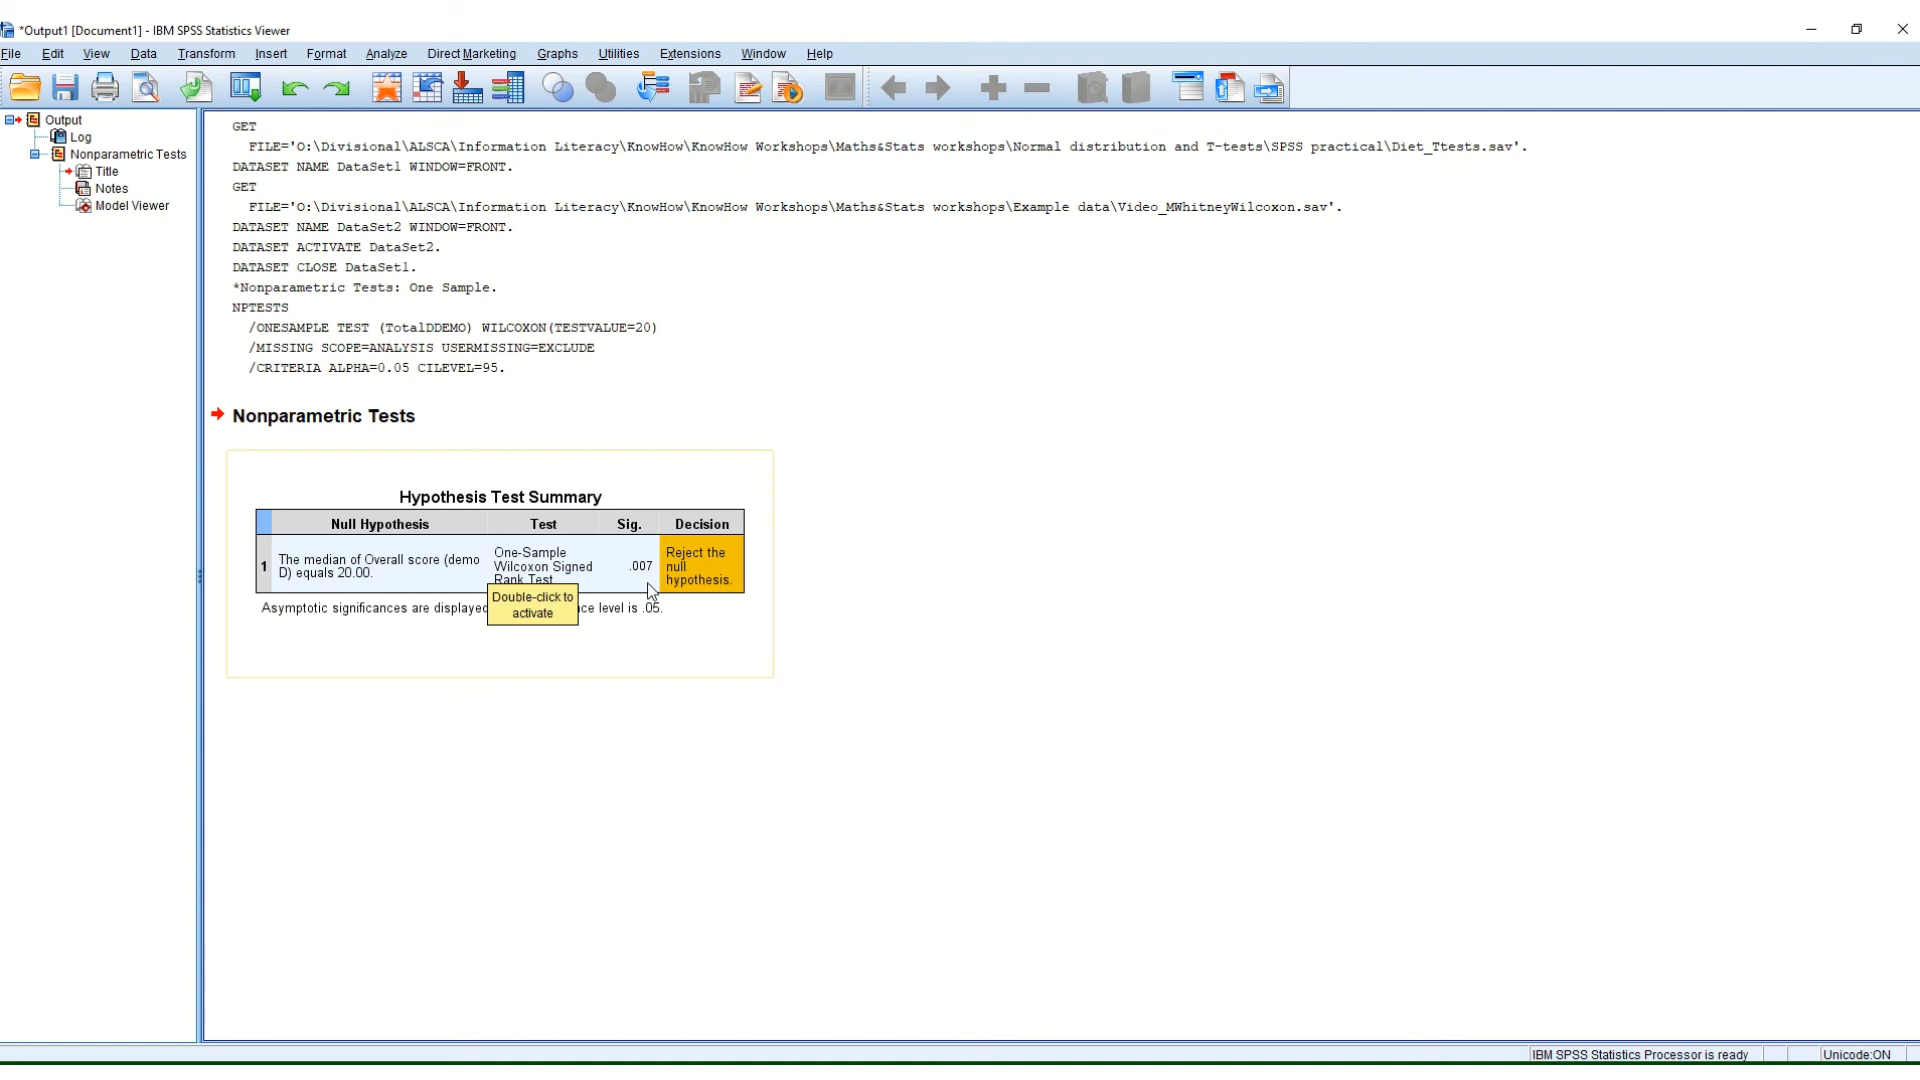 *Output1 [Document1] - IBM SPSS Statistics Viewer
File Edit View Data Transform Insert Format Analyze Direct Marketing Graphs Utilities Extensions Window Help
Output
Log
Nonparametric Tests
Title
Notes
Model Viewer
GET
FILE='O:\Divisional\ALSCA\Information Literacy\KnowHow\KnowHow Workshops\Maths&Stats workshops\Normal distribution and T-tests\SPSS practical\Diet_Ttests.sav'.
DATASET NAME DataSet1 WINDOW=FRONT.
GET
FILE='O:\Divisional\ALSCA\Information Literacy\KnowHow\KnowHow Workshops\Maths&Stats workshops\Example data\Video_MWhitneyWilcoxon.sav'.
DATASET NAME DataSet2 WINDOW=FRONT.
DATASET ACTIVATE DataSet2.
DATASET CLOSE DataSet1.
*Nonparametric Tests: One Sample.
NPTESTS
/ONESAMPLE TEST (TotalDDEMO) WILCOXON(TESTVALUE=20)
/MISSING SCOPE=ANALYSIS USERMISSING=EXCLUDE
/CRITERIA ALPHA=0.05 CILEVEL=95.
Nonparametric Tests
Hypothesis Test Summary
Null Hypothesis Test Sig. Decision
1 The median of Overall score (demo D) equals 20.00.
One-Sample Wilcoxon Signed Rank Test
.007
Reject the null hypothesis.
Double-click to activate
Asymptotic significances are displayed level is .05.
IBM SPSS Statistics Processor is ready Unicode:ON